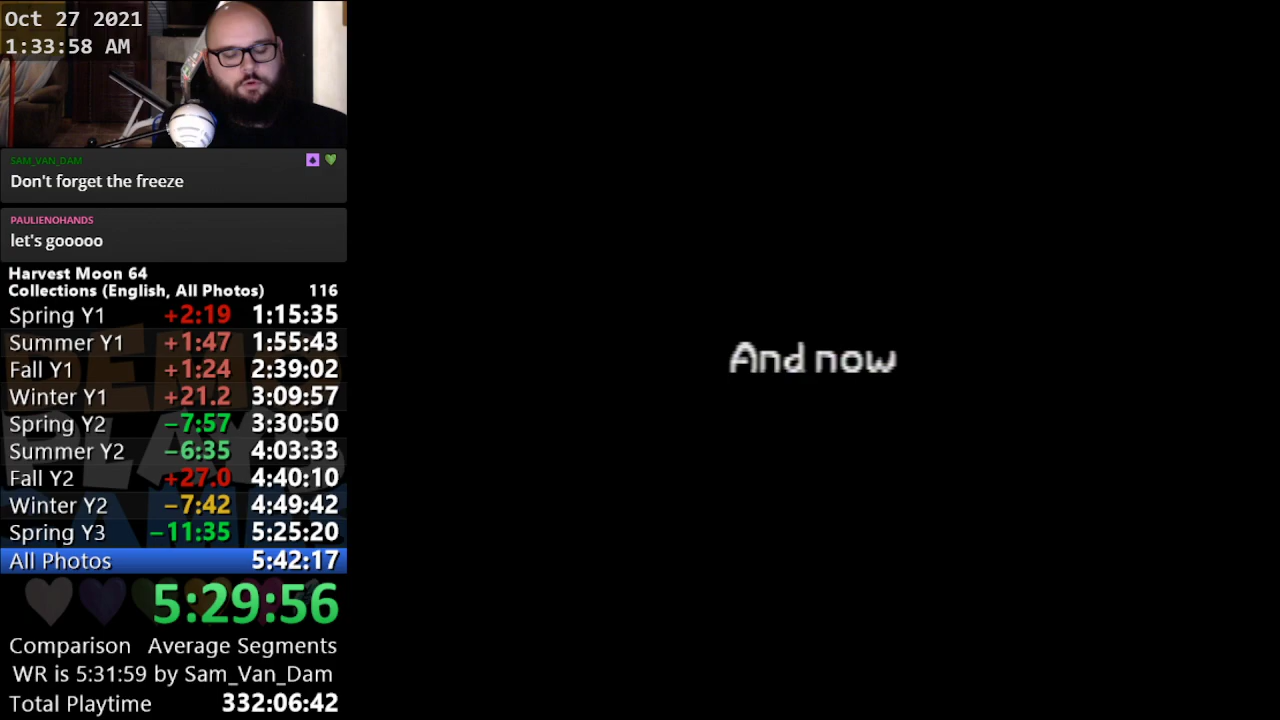 Oct 27 2021
1:33:58 AM
SAM_VAN_DAM
Don't forget the freeze
PAULIENOHANDS
let's gooooo
Harvest Moon 64
Collections (English, All Photos) 116
Spring Y1 +2:19 1:15:35
Summer Y1 +1:47 1:55:43
Fall Y1 +1:24 2:39:02
Winter Y1 +21.2 3:09:57
Spring Y2 −7:57 3:30:50
Summer Y2 −6:35 4:03:33
Fall Y2 +27.0 4:40:10
Winter Y2 −7:42 4:49:42
Spring Y3 −11:35 5:25:20
All Photos 5:42:17
5:29:56
Comparison Average Segments
WR is 5:31:59 by Sam_Van_Dam
Total Playtime 332:06:42
And now